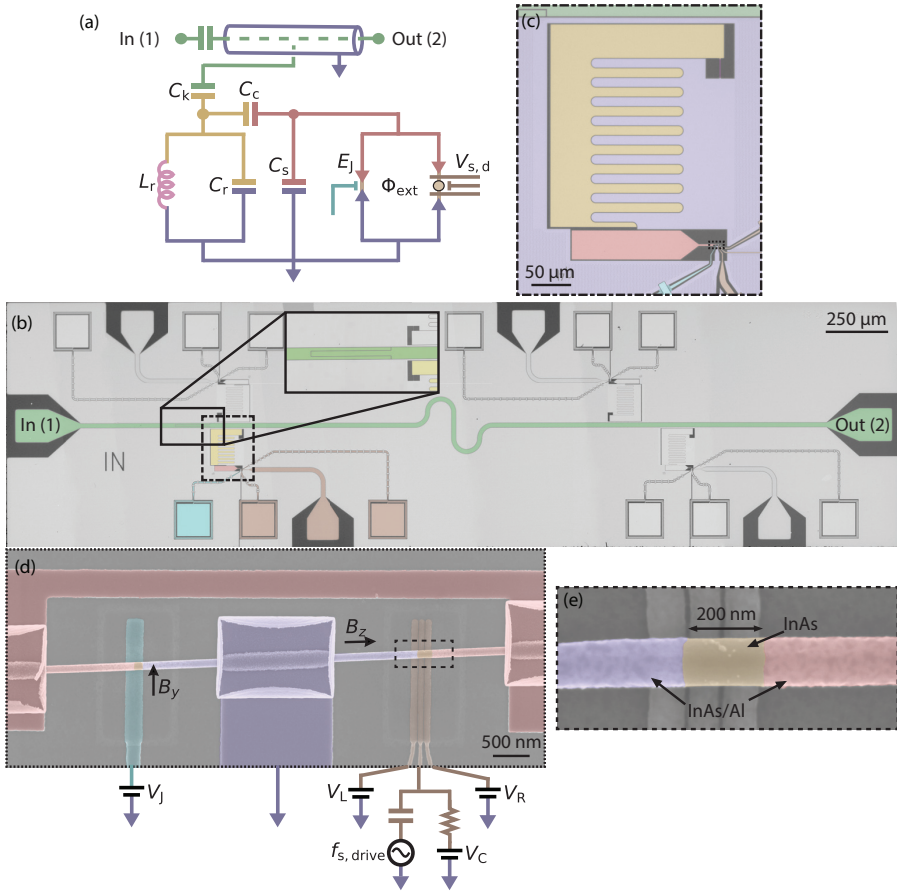 (a)
In (1)
Out (2)
C_k
C_c
L_r
C_r
C_s
E_J
Φ_ext
V_s, d
(c)
50 μm
(b)
250 μm
In (1)
Out (2)
IN
(d)
B_z
B_y
500 nm
V_J
V_L
V_R
f_s, drive
V_C
(e)
200 nm
InAs
InAs/Al